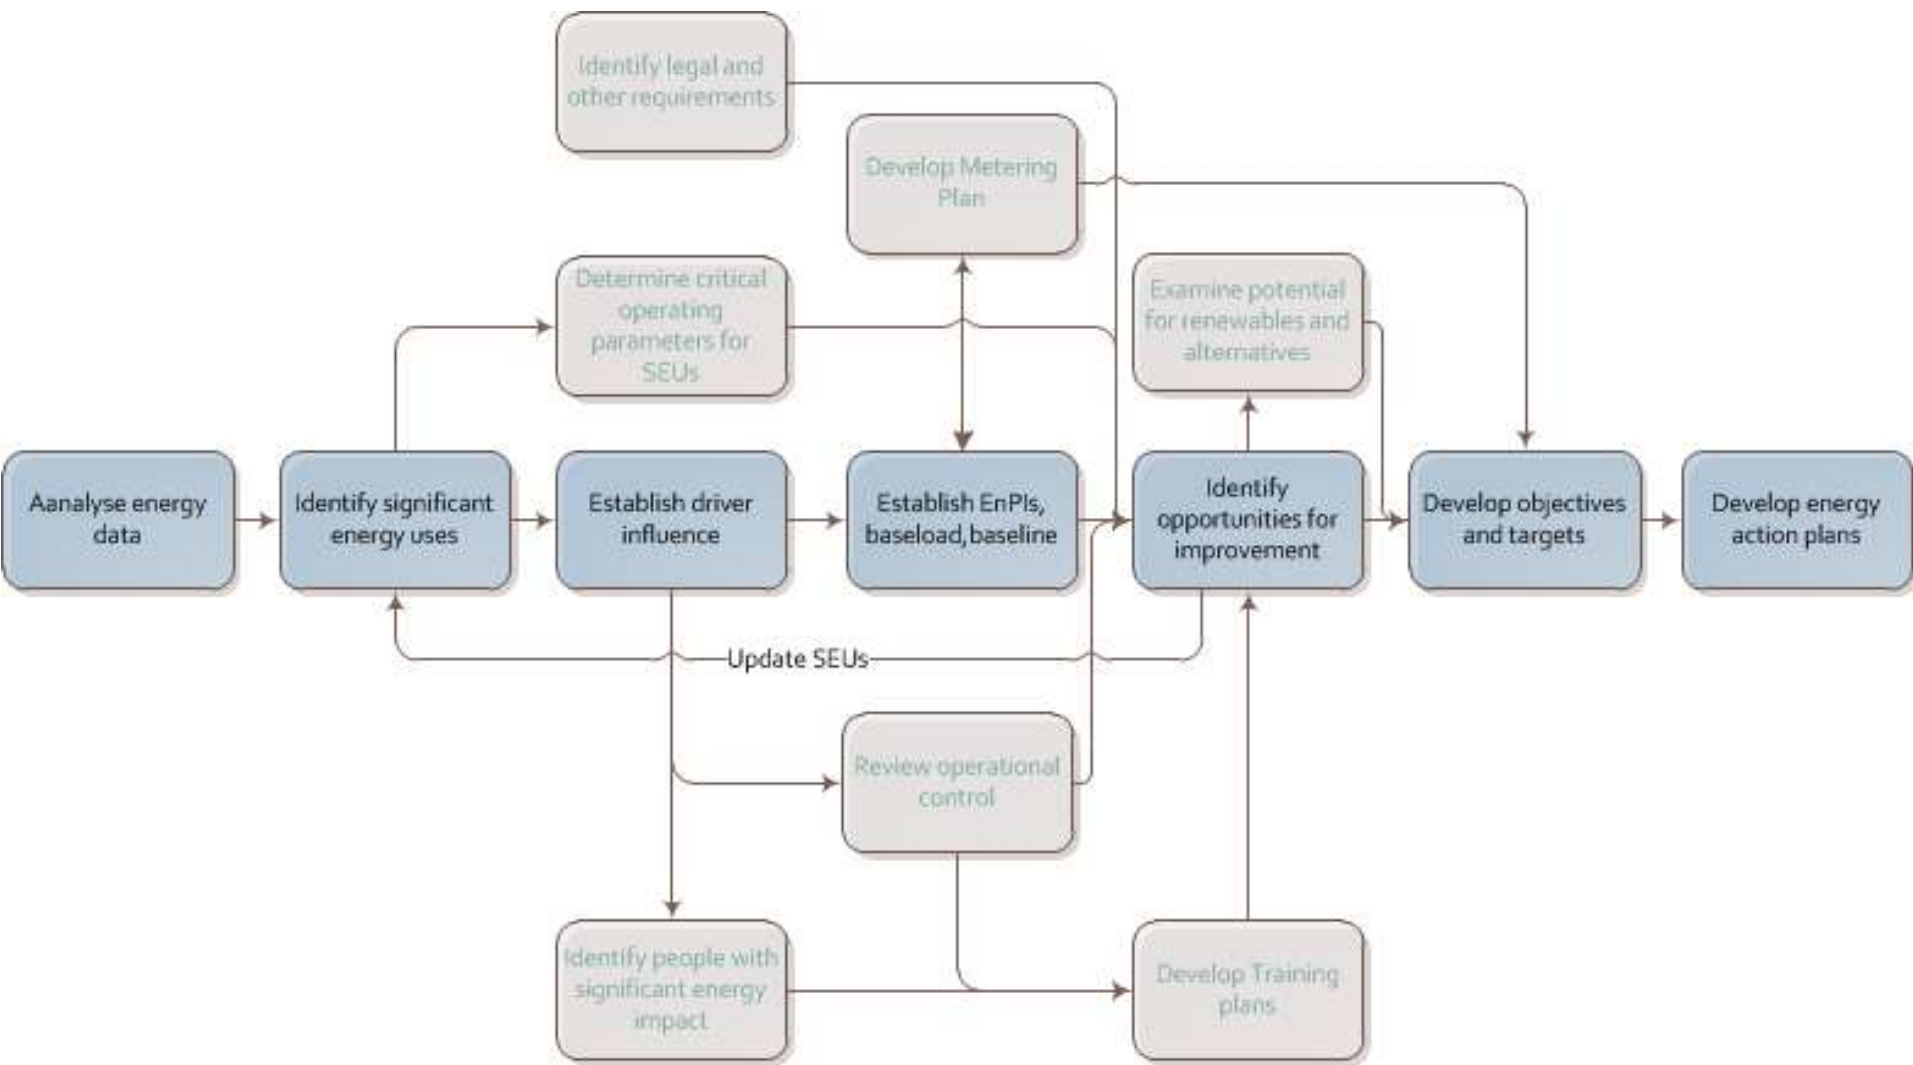 Identify legal and
other requirements
Develop Metering
Plan
Determine critical
operating
parameters for
SEUs
Examine potential
for renewables and
alternatives
Aanalyse energy
data
Identify significant
energy uses
Establish driver
influence
Establish EnPIs,
baseload, baseline
Identify
opportunities for
improvement
Develop objectives
and targets
Develop energy
action plans
Update SEUs
Review operational
control
Identify people with
significant energy
impact
Develop Training
plans